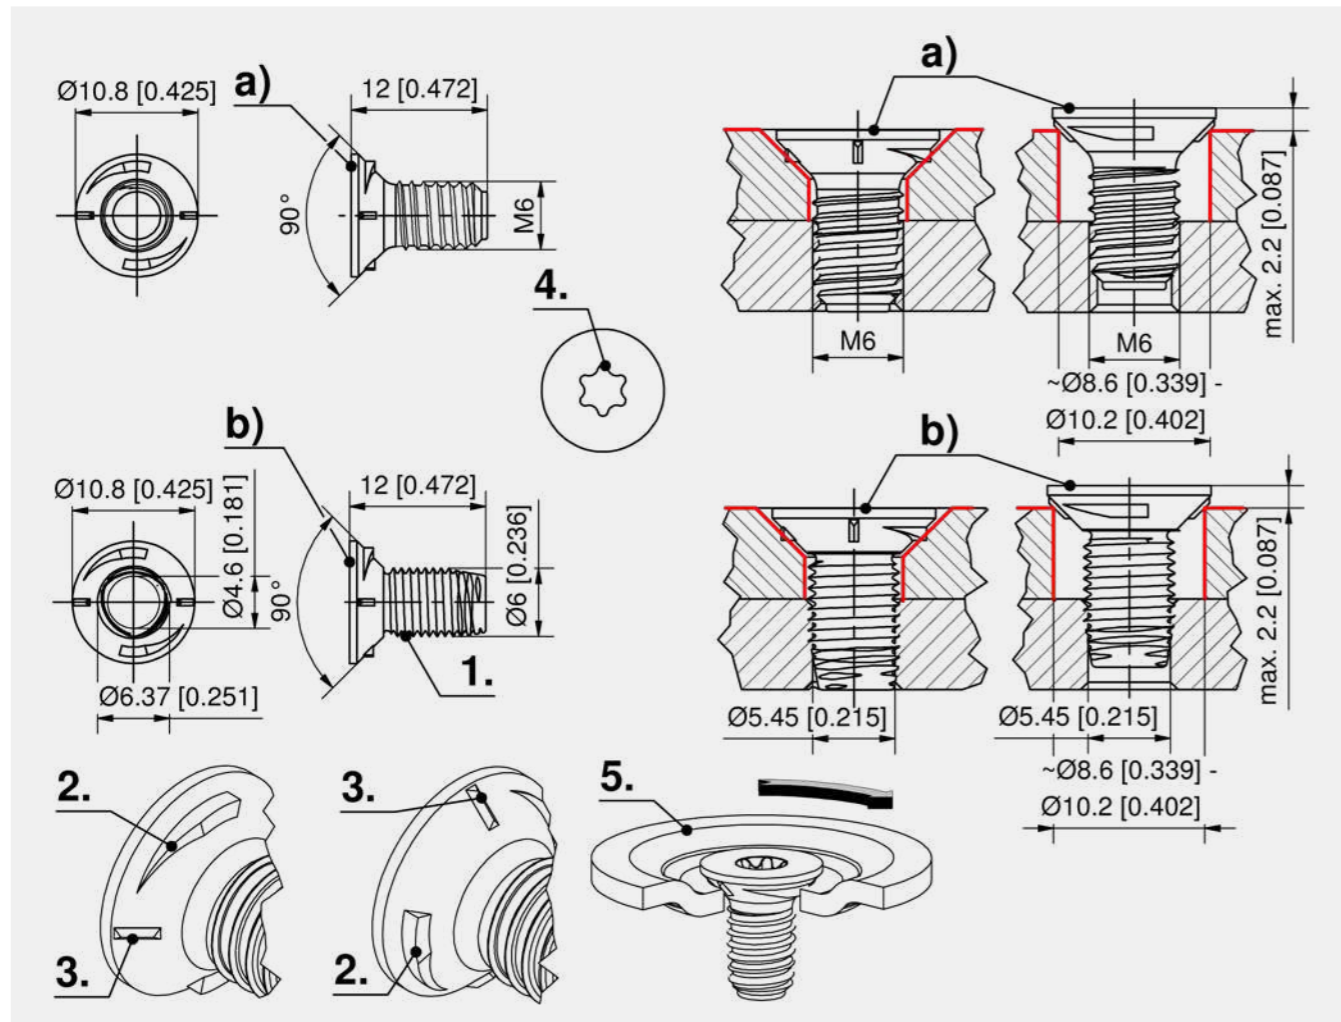 a)
Ø10.8 [0.425]
12 [0.472]
90°
M6
4.
a)
M6
M6
max. 2.2 [0.087]
~Ø8.6 [0.339] -
Ø10.2 [0.402]
b)
Ø10.8 [0.425]
Ø4.6 [0.181]
12 [0.472]
90°
Ø6 [0.236]
Ø6.37 [0.251]
1.
b)
max. 2.2 [0.087]
Ø5.45 [0.215]
Ø5.45 [0.215]
~Ø8.6 [0.339] -
Ø10.2 [0.402]
2.
3.
3.
2.
5.